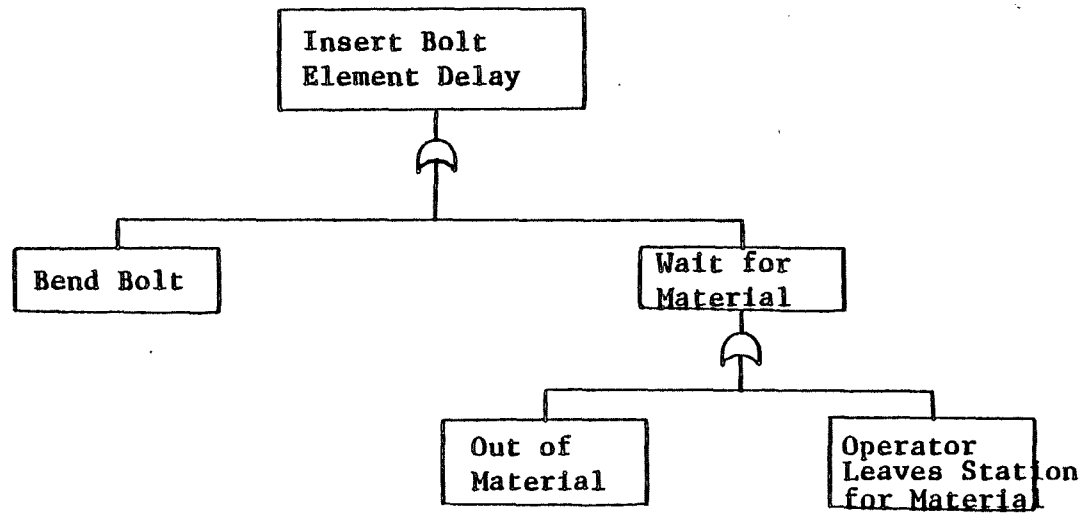 Insert Bolt
Element Delay
Bend Bolt
Wait for
Material
Out of
Material
Operator
Leaves Station
for Material